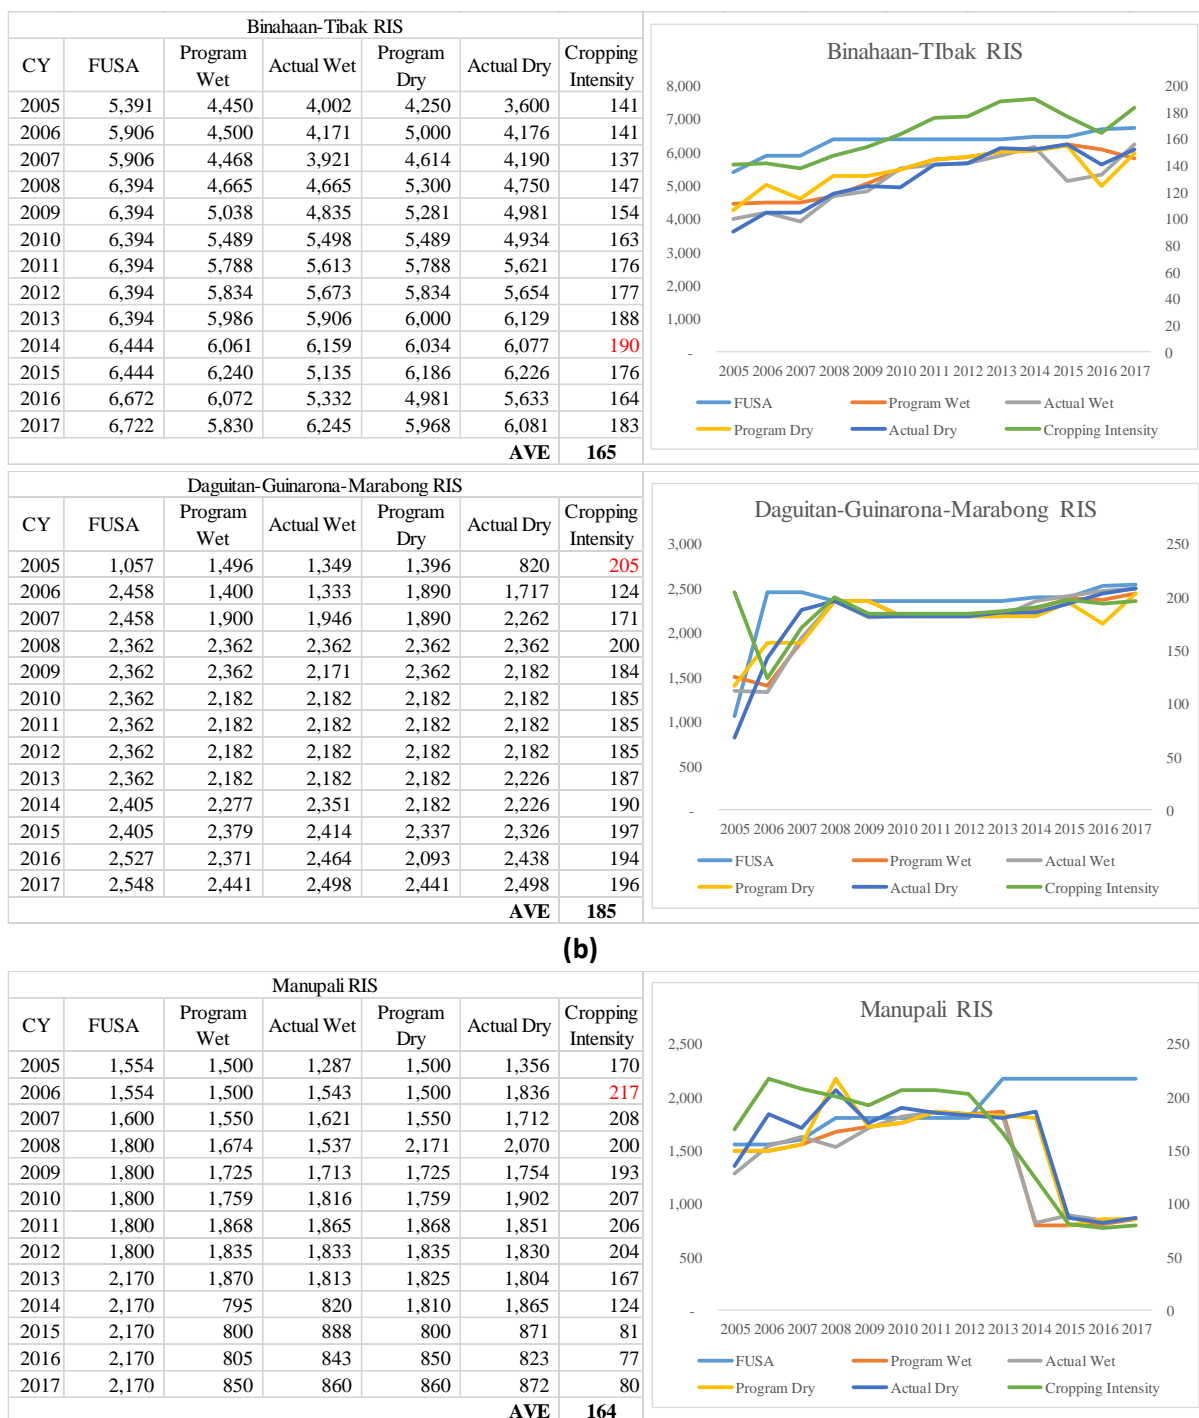 Binahaan-Tibak RIS
CY FUSA Program Wet Actual Wet Program Dry Actual Dry Cropping Intensity
2005 5,391 4,450 4,002 4,250 3,600 141
2006 5,906 4,500 4,171 5,000 4,176 141
2007 5,906 4,468 3,921 4,614 4,190 137
2008 6,394 4,665 4,665 5,300 4,750 147
2009 6,394 5,038 4,835 5,281 4,981 154
2010 6,394 5,489 5,498 5,489 4,934 163
2011 6,394 5,788 5,613 5,788 5,621 176
2012 6,394 5,834 5,673 5,834 5,654 177
2013 6,394 5,986 5,906 6,000 6,129 188
2014 6,444 6,061 6,159 6,034 6,077 190
2015 6,444 6,240 5,135 6,186 6,226 176
2016 6,672 6,072 5,332 4,981 5,633 164
2017 6,722 5,830 6,245 5,968 6,081 183
AVE 165
Binahaan-TIbak RIS
8,000 200
7,000 180
6,000 160
5,000 140
4,000 120
3,000 100
2,000 80
1,000 60
- 40
20
0
2005 2006 2007 2008 2009 2010 2011 2012 2013 2014 2015 2016 2017
FUSA Program Wet Actual Wet
Program Dry Actual Dry Cropping Intensity
Daguitan-Guinarona-Marabong RIS
CY FUSA Program Wet Actual Wet Program Dry Actual Dry Cropping Intensity
2005 1,057 1,496 1,349 1,396 820 205
2006 2,458 1,400 1,333 1,890 1,717 124
2007 2,458 1,900 1,946 1,890 2,262 171
2008 2,362 2,362 2,362 2,362 2,362 200
2009 2,362 2,362 2,171 2,362 2,182 184
2010 2,362 2,182 2,182 2,182 2,182 185
2011 2,362 2,182 2,182 2,182 2,182 185
2012 2,362 2,182 2,182 2,182 2,182 185
2013 2,362 2,182 2,182 2,182 2,226 187
2014 2,405 2,277 2,351 2,182 2,226 190
2015 2,405 2,379 2,414 2,337 2,326 197
2016 2,527 2,371 2,464 2,093 2,438 194
2017 2,548 2,441 2,498 2,441 2,498 196
AVE 185
Daguitan-Guinarona-Marabong RIS
3,000 250
2,500 200
2,000 150
1,500 100
1,000 50
500 0
-
2005 2006 2007 2008 2009 2010 2011 2012 2013 2014 2015 2016 2017
FUSA Program Wet Actual Wet
Program Dry Actual Dry Cropping Intensity
(b)
Manupali RIS
CY FUSA Program Wet Actual Wet Program Dry Actual Dry Cropping Intensity
2005 1,554 1,500 1,287 1,500 1,356 170
2006 1,554 1,500 1,543 1,500 1,836 217
2007 1,600 1,550 1,621 1,550 1,712 208
2008 1,800 1,674 1,537 2,171 2,070 200
2009 1,800 1,725 1,713 1,725 1,754 193
2010 1,800 1,759 1,816 1,759 1,902 207
2011 1,800 1,868 1,865 1,868 1,851 206
2012 1,800 1,835 1,833 1,835 1,830 204
2013 2,170 1,870 1,813 1,825 1,804 167
2014 2,170 795 820 1,810 1,865 124
2015 2,170 800 888 800 871 81
2016 2,170 805 843 850 823 77
2017 2,170 850 860 860 872 80
AVE 164
Manupali RIS
2,500 250
2,000 200
1,500 150
1,000 100
500 50
- 0
2005 2006 2007 2008 2009 2010 2011 2012 2013 2014 2015 2016 2017
FUSA Program Wet Actual Wet
Program Dry Actual Dry Cropping Intensity